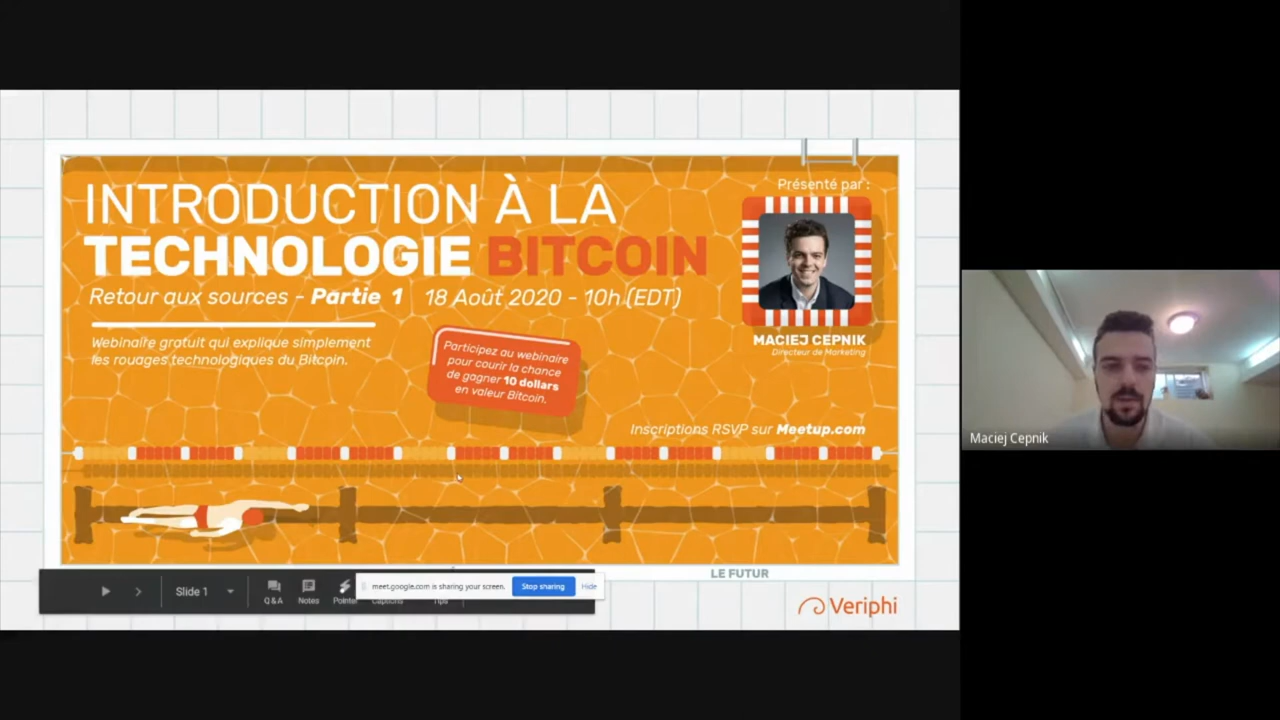 INTRODUCTION À LA
TECHNOLOGIE BITCOIN
Retour aux sources - Partie 1 18 Août 2020 - 10h (EDT)
Webinaire gratuit qui explique simplement
les rouages technologiques du Bitcoin.
Participez au webinaire
pour courir la chance
de gagner 10 dollars
en valeur Bitcoin.
Présenté par :
MACIEJ CEPNIK
Directeur de Marketing
Inscriptions RSVP sur Meetup.com
LE FUTUR
Veriphi
Slide 1
Q&A
Notes
Pointer
Captions
Tips
meet.google.com is sharing your screen.
Stop sharing
Hide
Maciej Cepnik